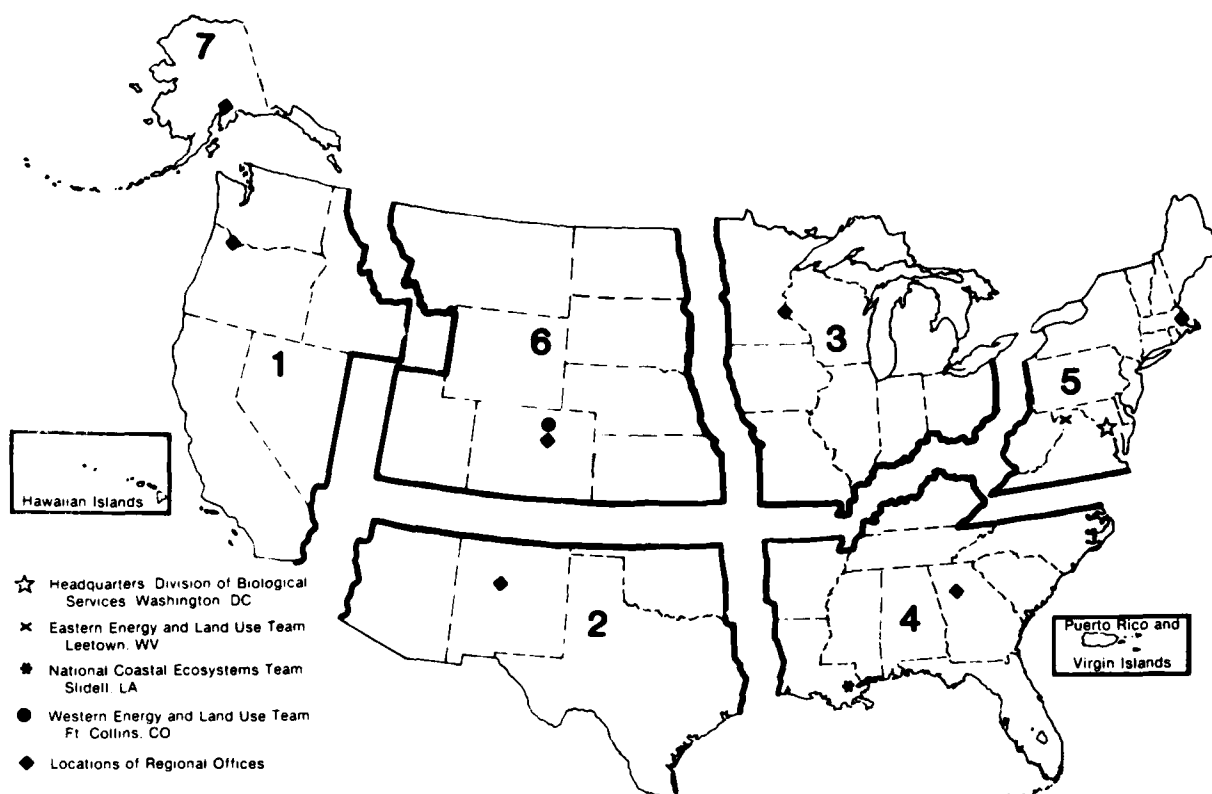 7
1
6
3
5
2
4
Hawaiian Islands
Puerto Rico and
Virgin Islands
Headquarters Division of Biological
Services Washington DC
Eastern Energy and Land Use Team
Leetown. WV
National Coastal Ecosystems Team
Slidell. LA
Western Energy and Land Use Team
Ft Collins. CO
Locations of Regional Offices